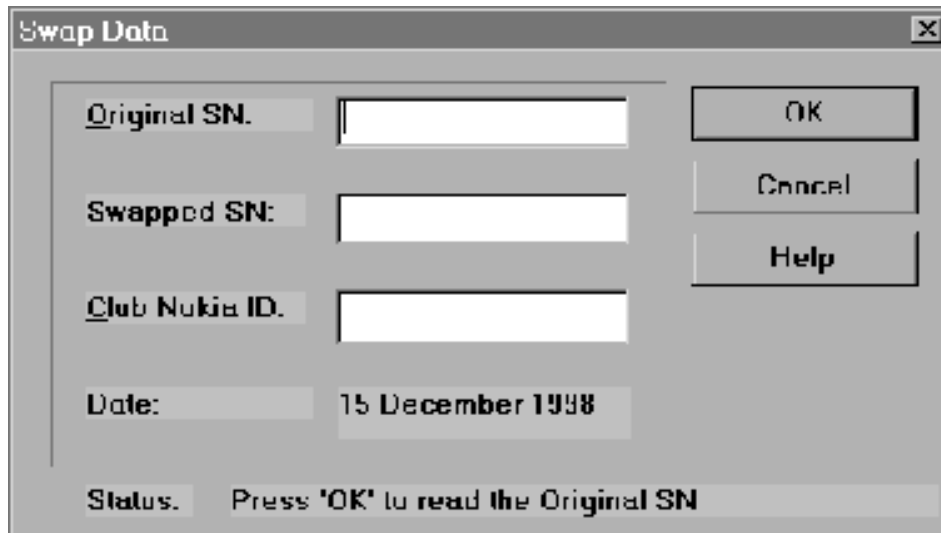 Swap Data
Original SN.
OK
Swapped SN:
Cancel
Help
Club Nokia ID.
Date:
15 December 1998
Status.
Press 'OK' to read the Original SN